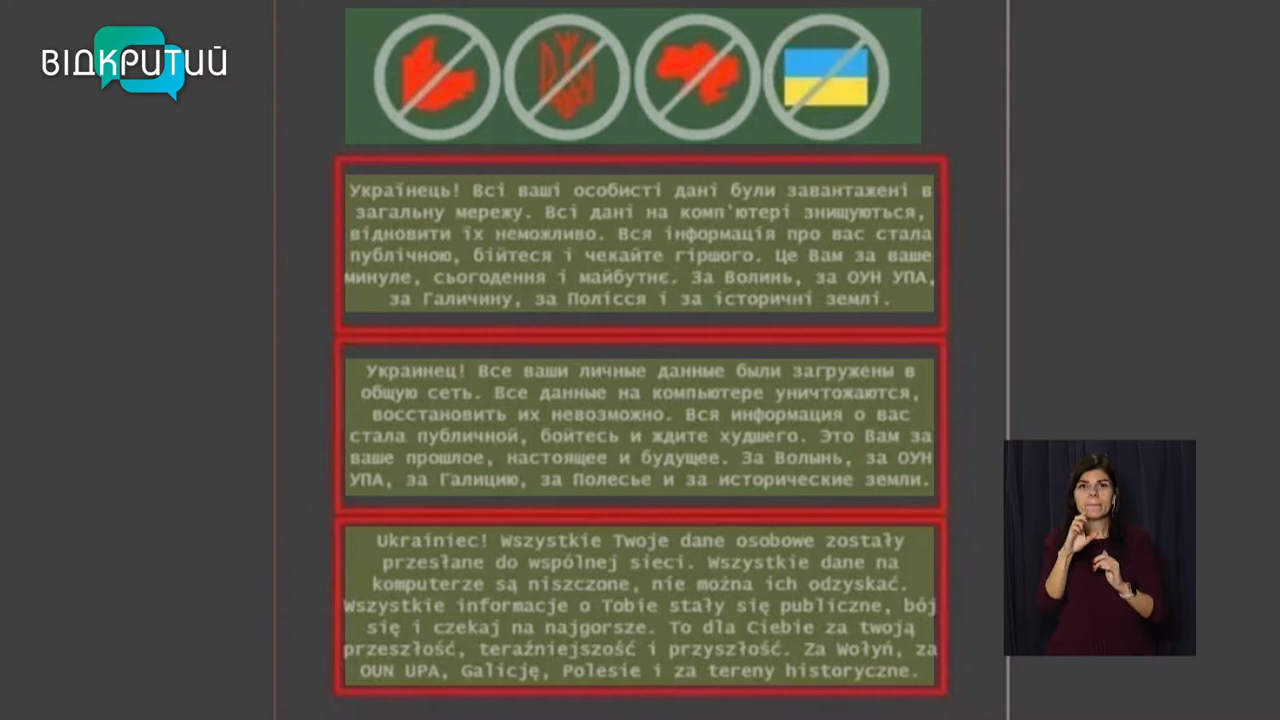 ВІДКРИТИЙ
Українець! Всі ваші особисті дані були завантажені в
загальну мережу. Всі дані на комп'ютері знищуються,
відновити їх неможливо. Вся інформація про вас стала
публічною, бійтеся і чекайте гіршого. Це Вам за ваше
минуле, сьогодення і майбутнє. За Волинь, за ОУН УПА,
за Галичину, за Полісся і за історичні землі.
Украинец! Все ваши личные данные были загружены в
общую сеть. Все данные на компьютере уничтожаются,
восстановить их невозможно. Вся информация о вас
стала публичной, бойтесь и ждите худшего. Это Вам за
ваше прошлое, настоящее и будущее. За Волынь, за ОУН
УПА, за Галицию, за Полесье и за исторические земли.
Ukrainiec! Wszystkie Twoje dane osobowe zostały
przesłane do wspólnej sieci. Wszystkie dane na
komputerze są niszczone, nie można ich odzyskać.
Wszystkie informacje o Tobie stały się publiczne, bój
się i czekaj na najgorsze. To dla Ciebie za twoją
przeszłość, teraźniejszość i przyszłość. Za Wołyń, za
OUN UPA, Galicję, Polesie i za tereny historyczne.